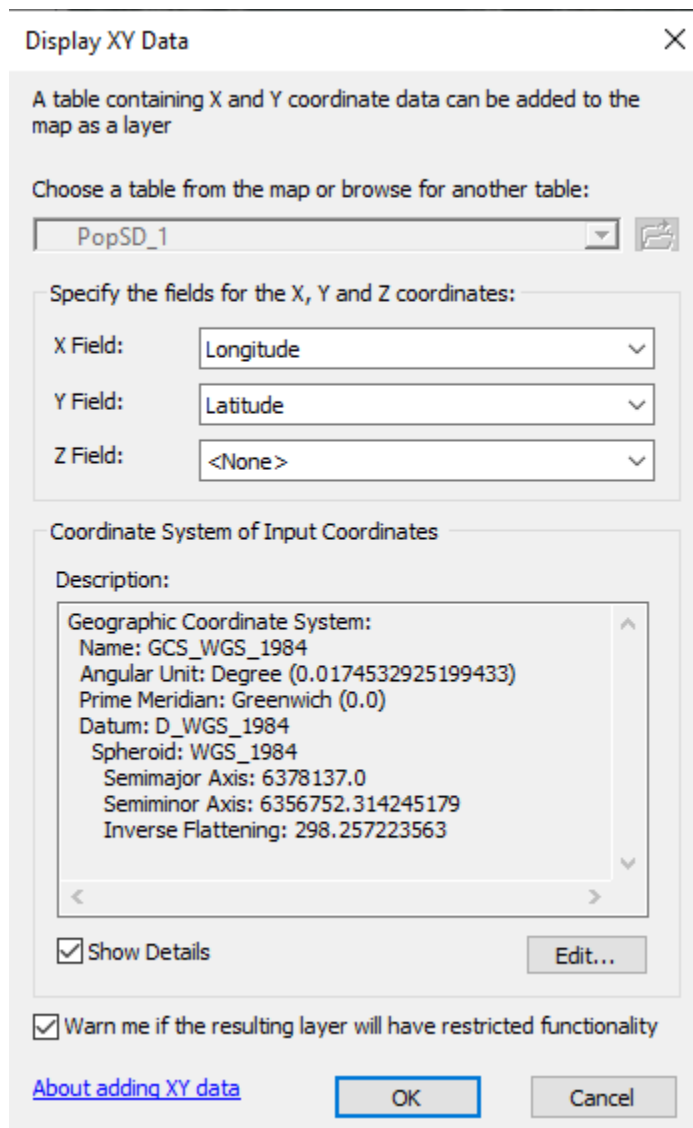 Display XY Data
A table containing X and Y coordinate data can be added to the
map as a layer
Choose a table from the map or browse for another table:
PopSD_1
Specify the fields for the X, Y and Z coordinates:
X Field: Longitude
Y Field: Latitude
Z Field: <None>
Coordinate System of Input Coordinates
Description:
Geographic Coordinate System:
Name: GCS_WGS_1984
Angular Unit: Degree (0.0174532925199433)
Prime Meridian: Greenwich (0.0)
Datum: D_WGS_1984
Spheroid: WGS_1984
Semimajor Axis: 6378137.0
Semiminor Axis: 6356752.314245179
Inverse Flattening: 298.257223563
Show Details Edit...
Warn me if the resulting layer will have restricted functionality
About adding XY data OK Cancel